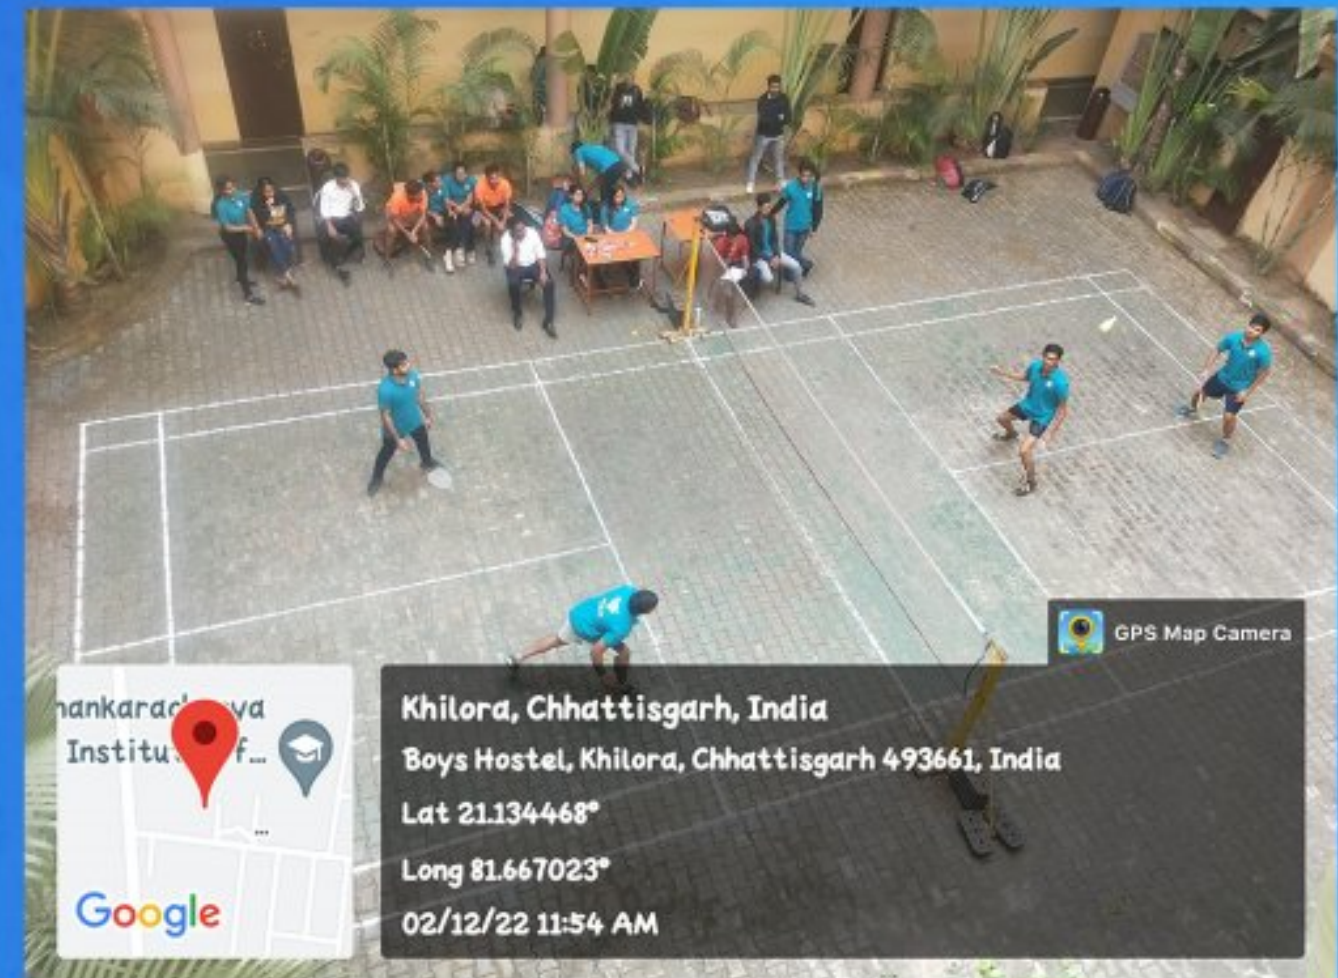 GPS Map Camera
Institu
Google
Khilora, Chhattisgarh, India
Boys Hostel, Khilora, Chhattisgarh 493661, India
Lat 21.134468°
Long 81.667023°
02/12/22 11:54 AM